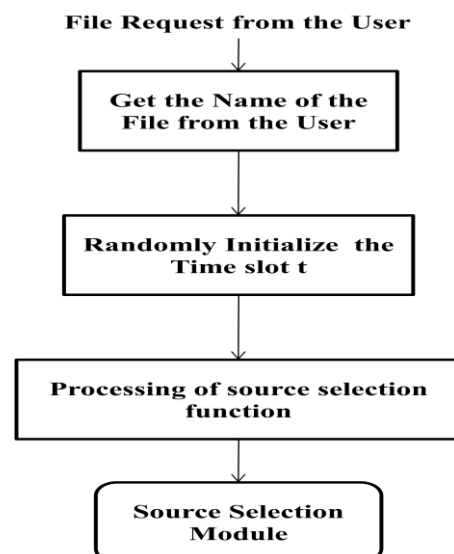 File Request from the User
Get the Name of the
File from the User
Randomly Initialize the
Time slot t
Processing of source selection
function
Source Selection
Module